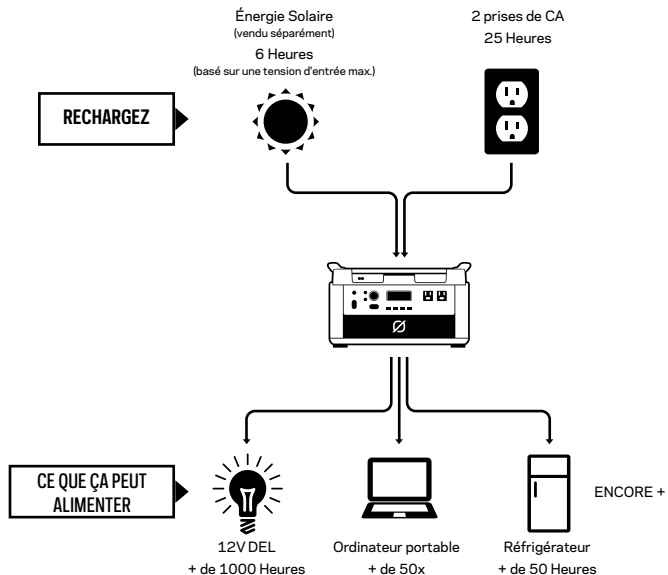 Énergie Solaire
(vendu séparément)
6 Heures
(basé sur une tension d'entrée max.)
2 prises de CA
25 Heures
RECHARGEZ
CE QUE ÇA PEUT
ALIMENTER
ENCORE +
12V DEL
+ de 1000 Heures
Ordinateur portable
+ de 50x
Réfrigérateur
+ de 50 Heures